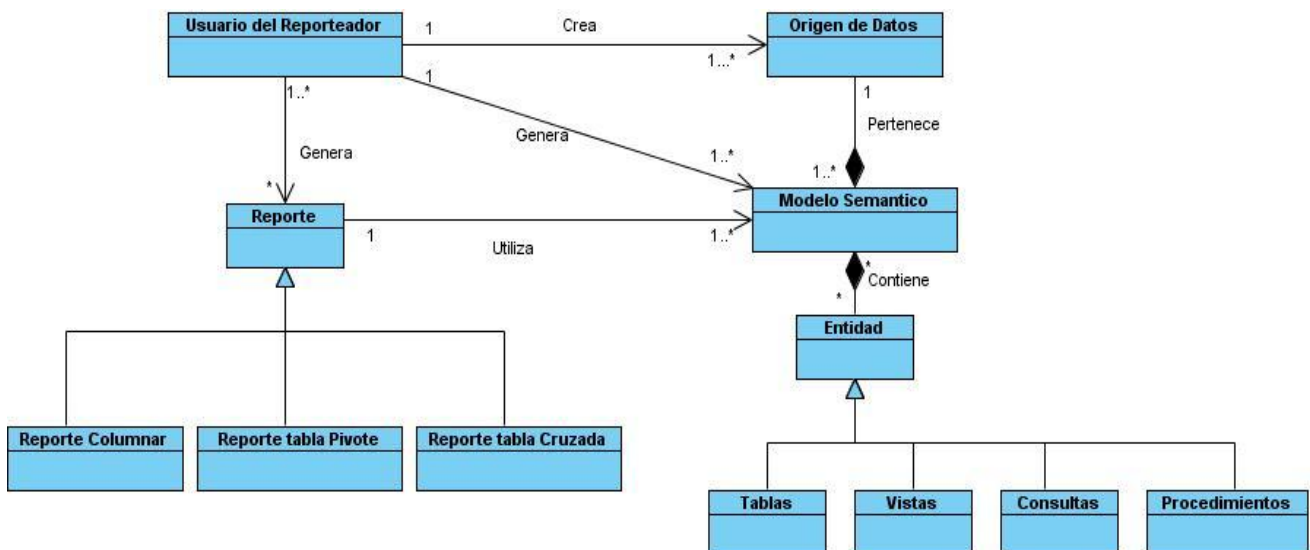 Usuario del Reporteador
1
Crea
1...*
Origen de Datos
1
1..*
Genera
1..*
1
Pertenece
1..*
Genera
*
Reporte
1
Utiliza
1..*
Modelo Semantico
*
Contiene
*
Entidad
Reporte Columnar
Reporte tabla Pivote
Reporte tabla Cruzada
Tablas
Vistas
Consultas
Procedimientos